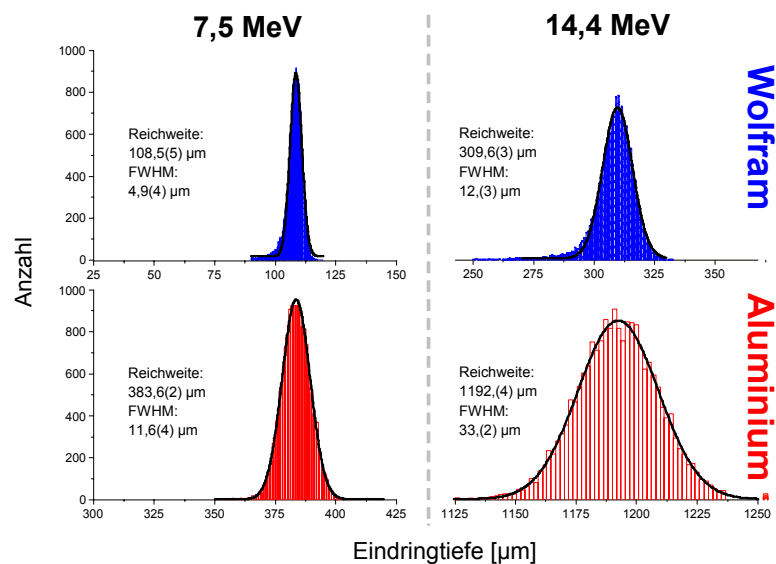 7,5 MeV
14,4 MeV
1000
800
600
400
200
0
Reichweite:
108,5(5) µm
FWHM:
4,9(4) µm
25 50 75 100 125 150
Reichweite:
309,6(3) µm
FWHM:
12,(3) µm
250 275 300 325 350
Wolfram
Anzahl
1000
800
600
400
200
0
Reichweite:
383,6(2) µm
FWHM:
11,6(4) µm
300 350 400 425
Reichweite:
1192,(4) µm
FWHM:
33,(2) µm
1125 1150 1175 1200 1225 1250
Aluminium
Eindringtiefe [µm]